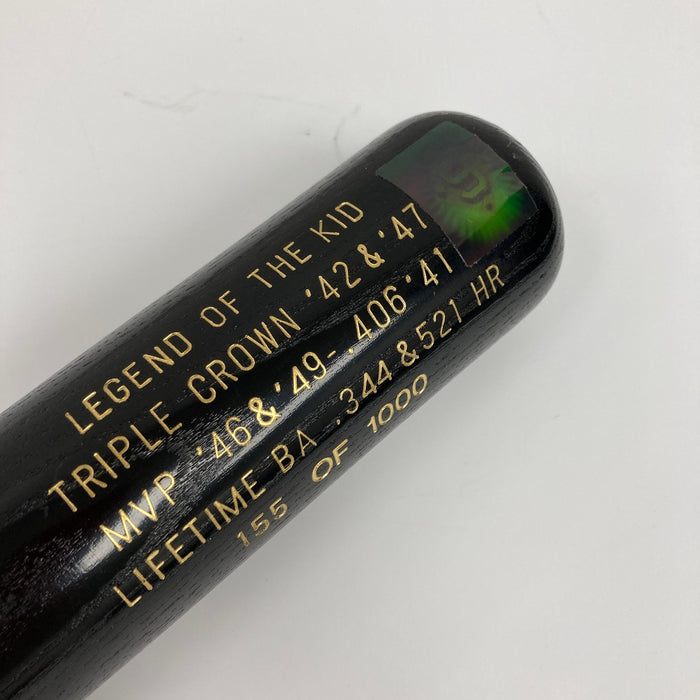 LEGEND OF THE KID
TRIPLE CROWN '42 & '47
MVP '46 & '49 - .406 '41
LIFETIME BA .344 & 521 HR
155 OF 1000